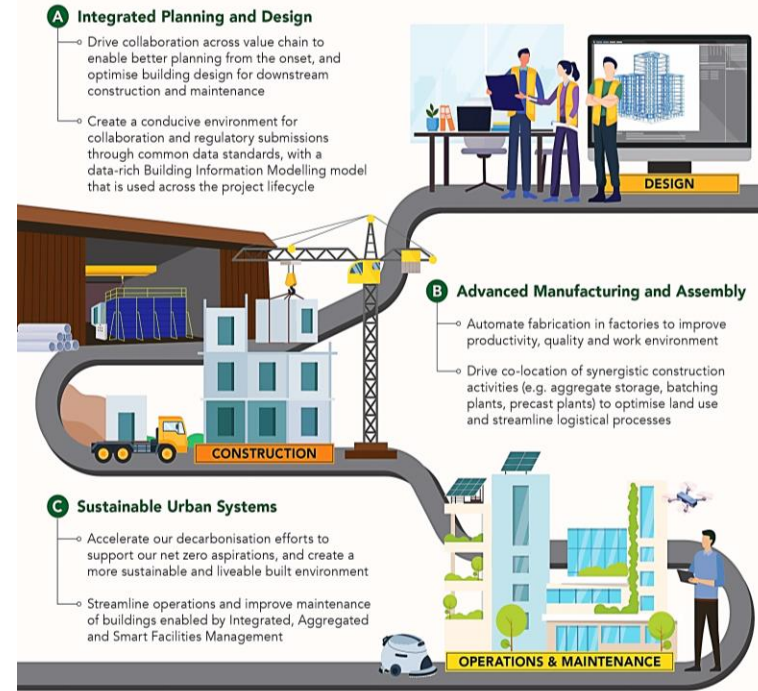 A Integrated Planning and Design
Drive collaboration across value chain to
enable better planning from the onset, and
optimise building design for downstream
construction and maintenance
Create a conducive environment for
collaboration and regulatory submissions
through common data standards, with a
data-rich Building Information Modelling model
that is used across the project lifecycle
DESIGN
B Advanced Manufacturing and Assembly
Automate fabrication in factories to improve
productivity, quality and work environment
Drive co-location of synergistic construction
activities (e.g. aggregate storage, batching
plants, precast plants) to optimise land use
and streamline logistical processes
CONSTRUCTION
C Sustainable Urban Systems
Accelerate our decarbonisation efforts to
support our net zero aspirations, and create a
more sustainable and liveable built environment
Streamline operations and improve maintenance
of buildings enabled by Integrated, Aggregated
and Smart Facilities Management
OPERATIONS & MAINTENANCE